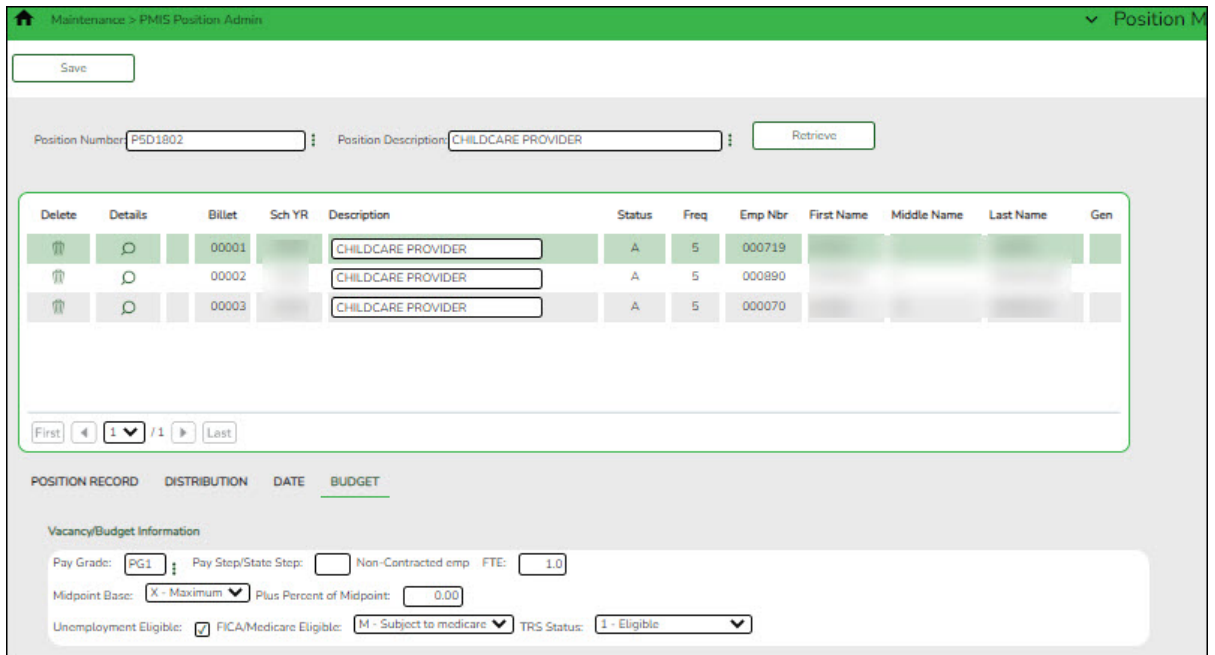 Maintenance > PMIS Position Admin Position M
Save
Position Number: P5D1802 Position Description: CHILDCARE PROVIDER Retrieve
Delete Details Billet Sch YR Description Status Freq Emp Nbr First Name Middle Name Last Name Gen
00001 CHILDCARE PROVIDER A 5 000719
00002 CHILDCARE PROVIDER A 5 000890
00003 CHILDCARE PROVIDER A 5 000070
First 1 / 1 Last
POSITION RECORD DISTRIBUTION DATE BUDGET
Vacancy/Budget Information
Pay Grade: PG1 Pay Step/State Step: Non-Contracted emp FTE: 1.0
Midpoint Base: X - Maximum Plus Percent of Midpoint: 0.00
Unemployment Eligible: FICA/Medicare Eligible: M - Subject to medicare TRS Status: 1 - Eligible